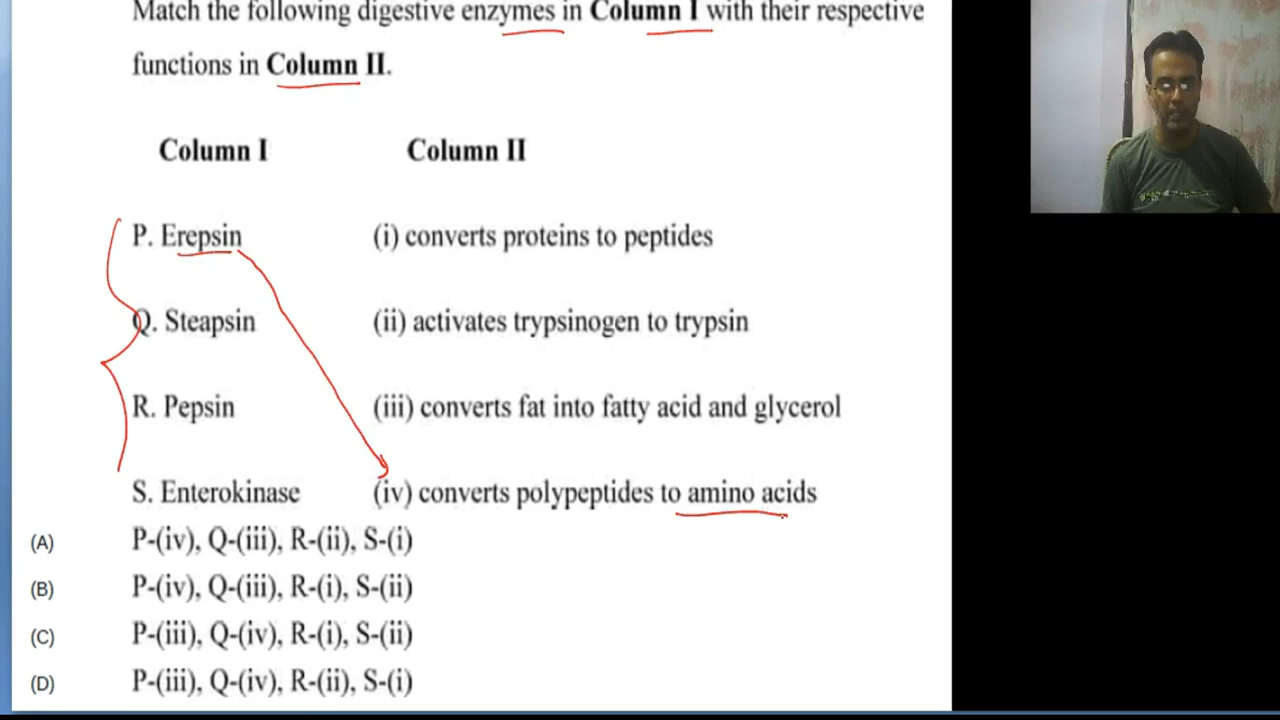 Match the following digestive enzymes in Column I with their respective
functions in Column II.
Column I Column II
P. Erepsin (i) converts proteins to peptides
Q. Steapsin (ii) activates trypsinogen to trypsin
R. Pepsin (iii) converts fat into fatty acid and glycerol
S. Enterokinase (iv) converts polypeptides to amino acids
(A) P-(iv), Q-(iii), R-(ii), S-(i)
(B) P-(iv), Q-(iii), R-(i), S-(ii)
(C) P-(iii), Q-(iv), R-(i), S-(ii)
(D) P-(iii), Q-(iv), R-(ii), S-(i)